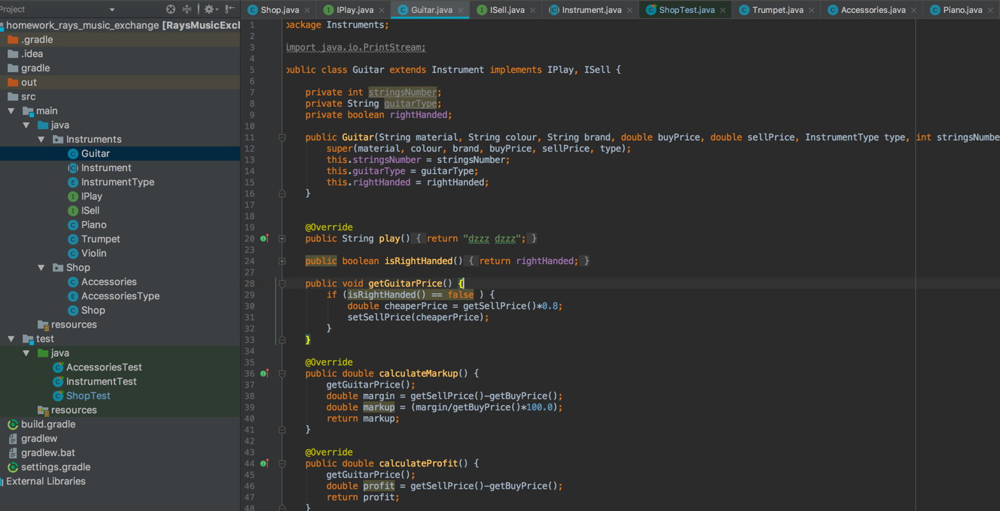 Project
homework_rays_music_exchange [RaysMusicExcl
.gradle
.idea
gradle
out
src
main
java
Instruments
Guitar
Instrument
InstrumentType
IPlay
ISell
Piano
Trumpet
Violin
Shop
Accessories
AccessoriesType
Shop
resources
test
java
AccessoriesTest
InstrumentTest
ShopTest
resources
build.gradle
gradlew
gradlew.bat
settings.gradle
External Libraries
Shop.java × IPlay.java × Guitar.java × ISell.java × Instrument.java × ShopTest.java × Trumpet.java × Accessories.java × Piano.java ×
1 package Instruments;
2
3 import java.io.PrintStream;
4
5 public class Guitar extends Instrument implements IPlay, ISell {
6
7 private int stringsNumber;
8 private String guitarType;
9 private boolean rightHanded;
10
11 public Guitar(String material, String colour, String brand, double buyPrice, double sellPrice, InstrumentType type, int stringsNumbe
12 super(material, colour, brand, buyPrice, sellPrice, type);
13 this.stringsNumber = stringsNumber;
14 this.guitarType = guitarType;
15 this.rightHanded = rightHanded;
16 }
17
18
19 @Override
20 public String play() { return "dzzz dzzz"; }
23
24 public boolean isRightHanded() { return rightHanded; }
27
28 public void getGuitarPrice() {
29 if (isRightHanded() == false ) {
30 double cheaperPrice = getSellPrice()*0.8;
31 setSellPrice(cheaperPrice);
32 }
33 }
34
35 @Override
36 public double calculateMarkup() {
37 getGuitarPrice();
38 double margin = getSellPrice()-getBuyPrice();
39 double markup = (margin/getBuyPrice()*100.0);
40 return markup;
41 }
42
43 @Override
44 public double calculateProfit() {
45 getGuitarPrice();
46 double profit = getSellPrice()-getBuyPrice();
47 return profit;
48 }